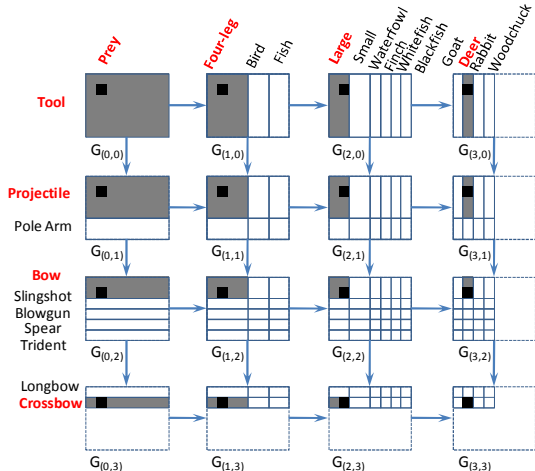 Prey
Four-leg
Bird
Fish
Large
Small
Waterfowl
Finch
Whitefish
Blackfish
Goat
Deer
Rabbit
Woodchuck
Tool
G(0,0) G(1,0) G(2,0) G(3,0)
Projectile
Pole Arm
G(0,1) G(1,1) G(2,1) G(3,1)
Bow
Slingshot
Blowgun
Spear
Trident
G(0,2) G(1,2) G(2,2) G(3,2)
Longbow
Crossbow
G(0,3) G(1,3) G(2,3) G(3,3)